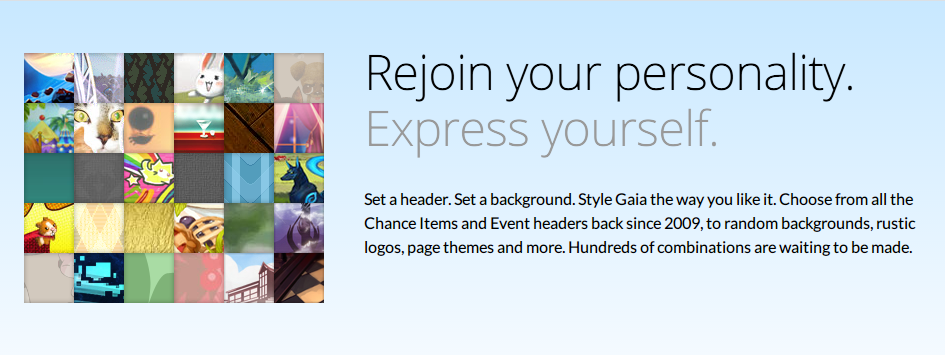 Rejoin your personality.
Express yourself.
Set a header. Set a background. Style Gaia the way you like it. Choose from all the
Chance Items and Event headers back since 2009, to random backgrounds, rustic
logos, page themes and more. Hundreds of combinations are waiting to be made.